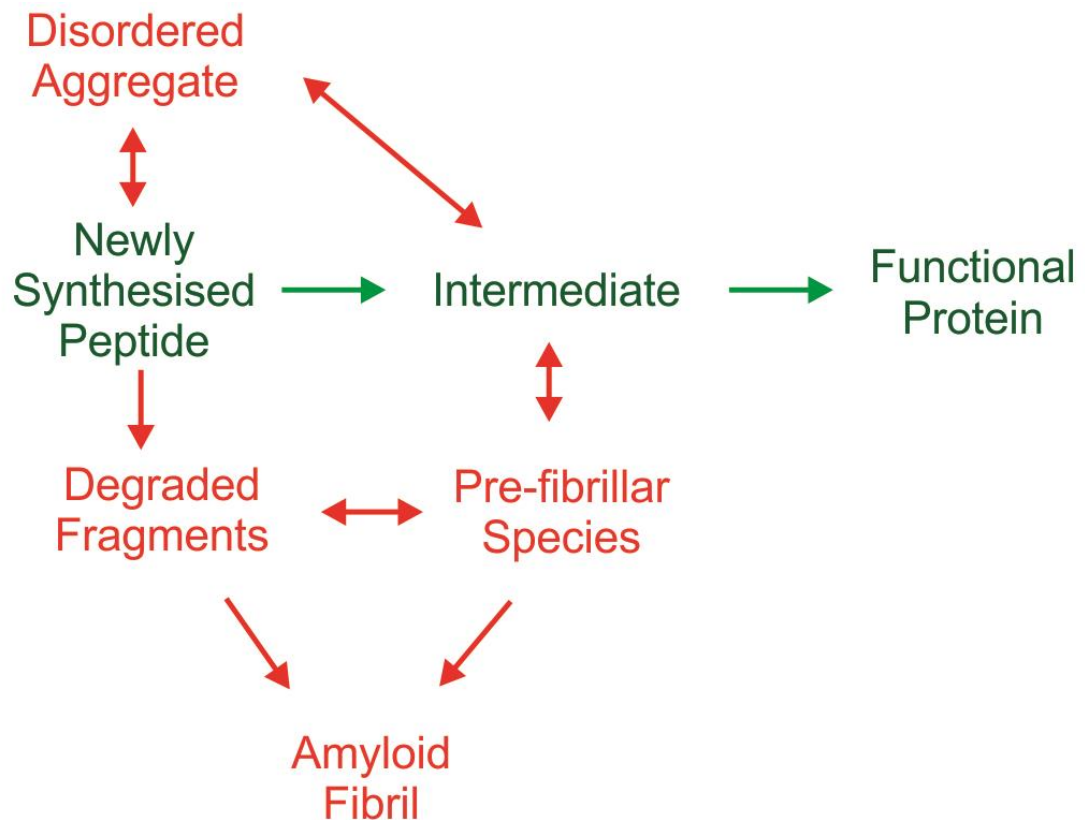 Disordered
Aggregate
Newly
Synthesised
Peptide
Intermediate
Functional
Protein
Degraded
Fragments
Pre-fibrillar
Species
Amyloid
Fibril